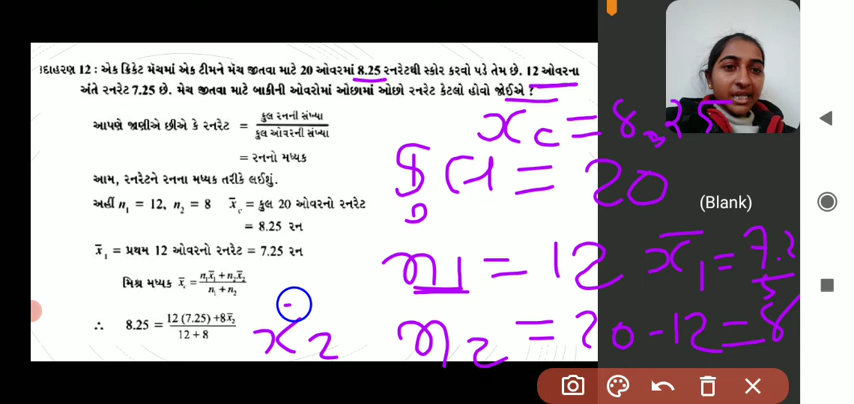 ઉદાહરણ 12 : એક ક્રિકેટ મૅચમાં એક ટીમને મૅચ જીતવા માટે 20 ઓવરમાં 8.25 રનરેટથી સ્કોર કરવો પડે તેમ છે. 12 ઓવરના
અંતે રનરેટ 7.25 છે. મેચ જીતવા માટે બાકીની ઓવરોમાં ઓછામાં ઓછો રનરેટ કેટલો હોવો જોઈએ ?
આપણે જાણીએ છીએ કે રનરેટ = કુલ રનની સંખ્યા / કુલ ઓવરની સંખ્યા
= રનનો મધ્યક
આમ, રનરેટને રનના મધ્યક તરીકે લઈશું.
અહીં n₁ = 12, n₂ = 8 x̄c = કુલ 20 ઓવરનો રનરેટ
= 8.25 રન
x̄₁ = પ્રથમ 12 ઓવરનો રનરેટ = 7.25 રન
મિશ્ર મધ્યક x̄c = (n₁x̄₁ + n₂x̄₂) / (n₁ + n₂)
∴ 8.25 = (12 (7.25) + 8x̄₂) / (12 + 8)
xc = 8.25
કુલ = 20
n1 = 12 x̄1 = 7.25
n2 = 20 - 12 = 8
x̄2
(Blank)